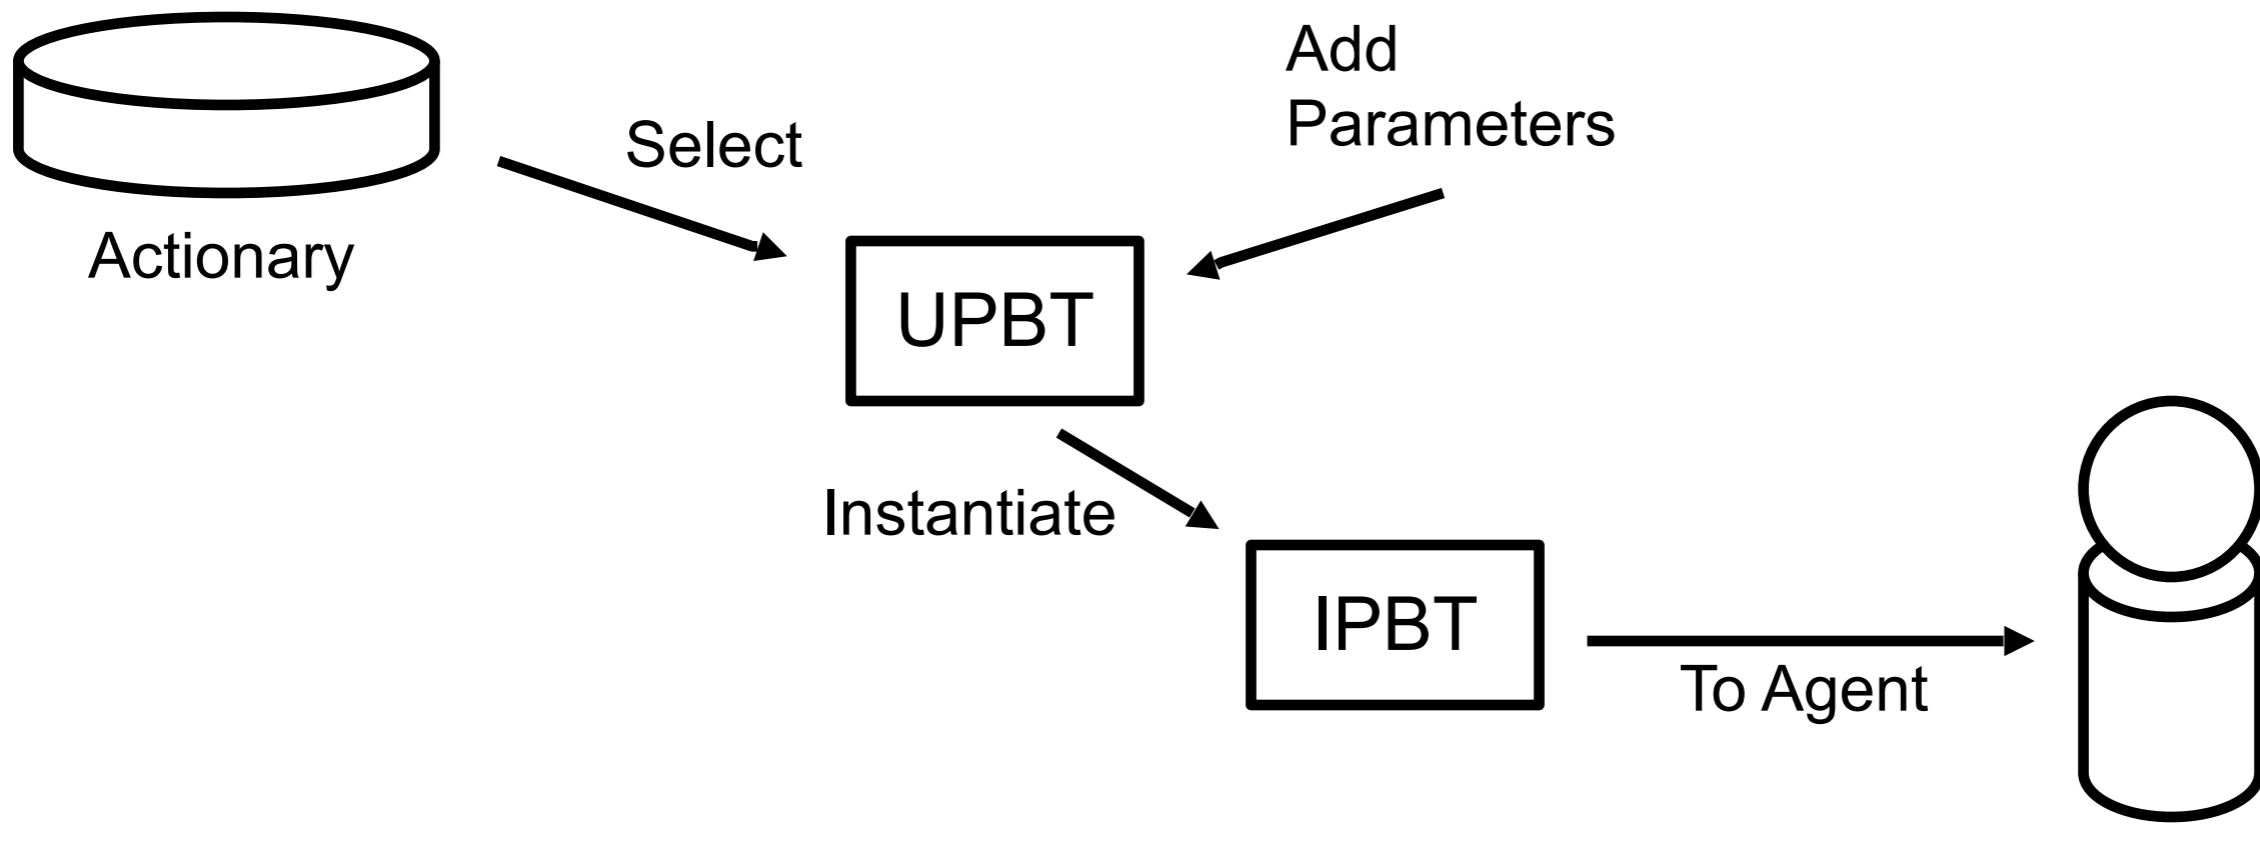 Add
Parameters
Select
Actionary
UPBT
Instantiate
IPBT
To Agent